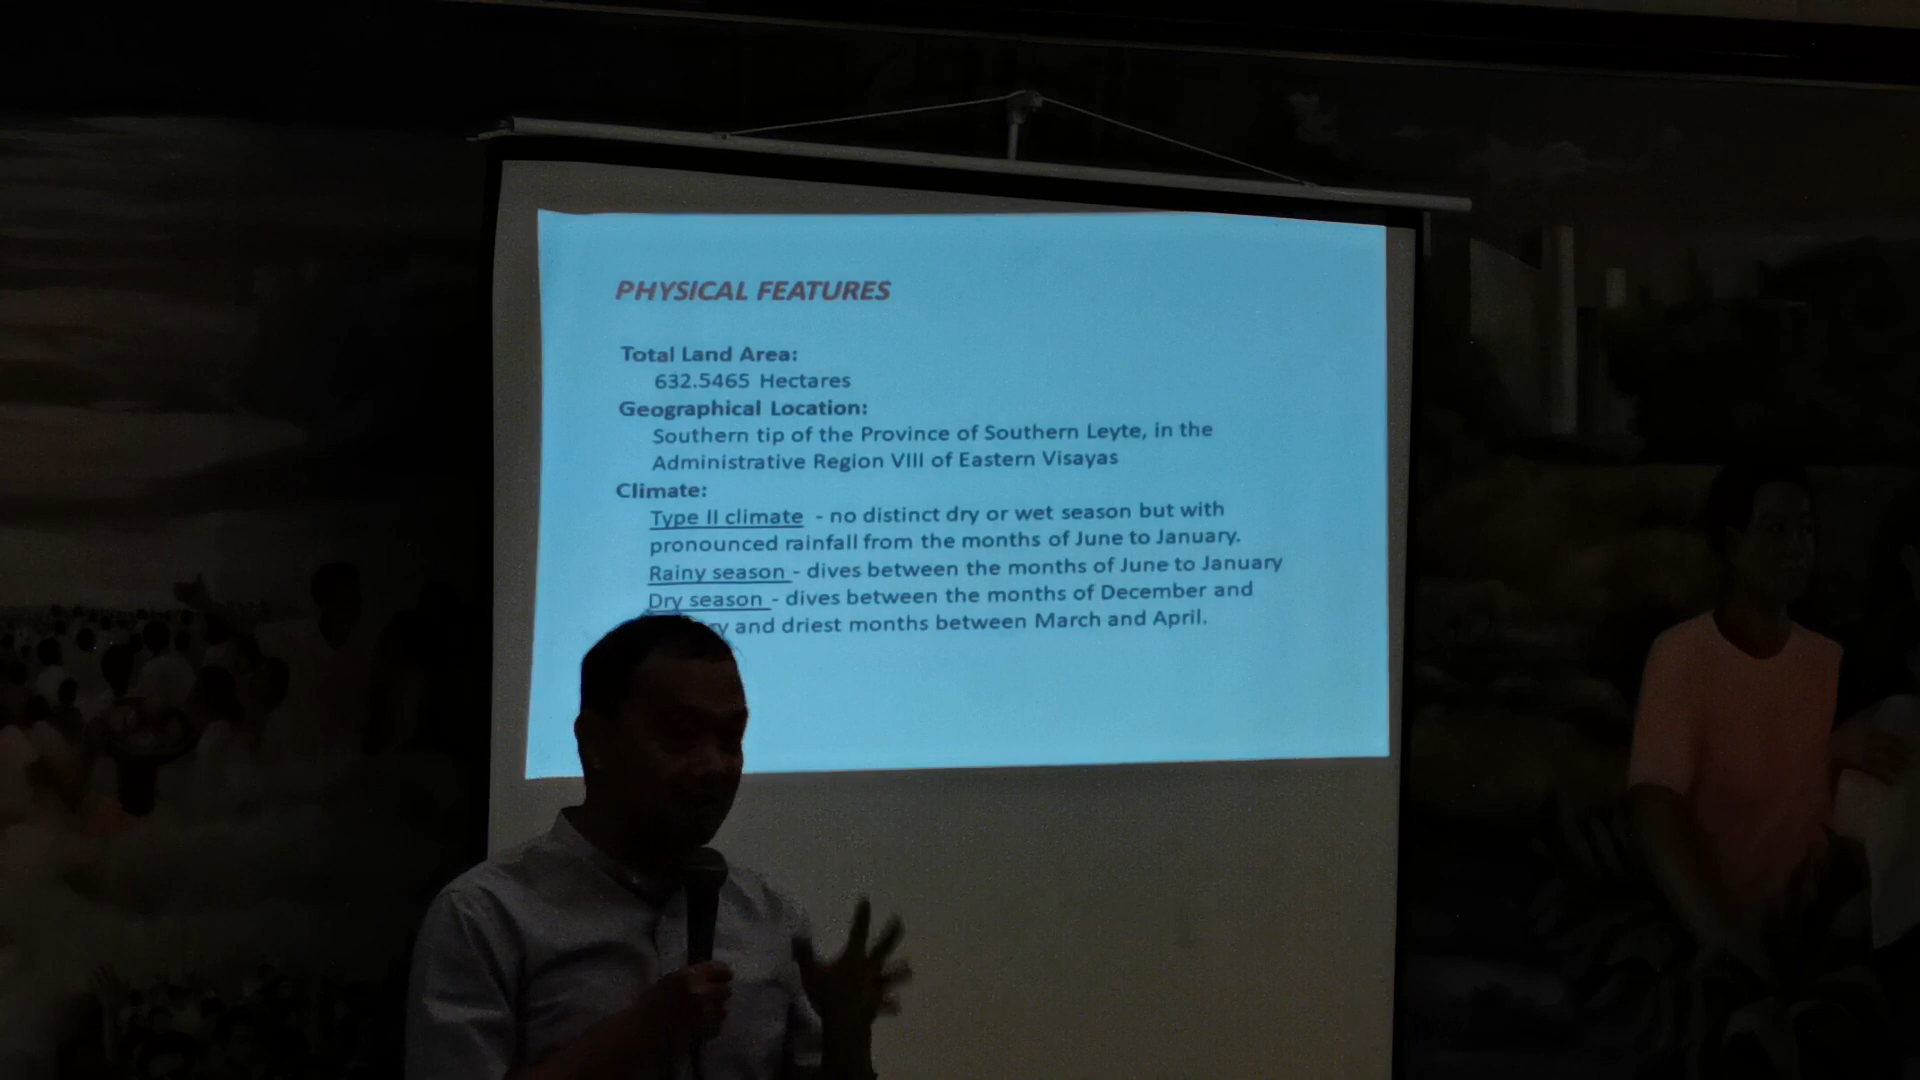 PHYSICAL FEATURES
Total Land Area:
632.5465 Hectares
Geographical Location:
Southern tip of the Province of Southern Leyte, in the
Administrative Region VIII of Eastern Visayas
Climate:
Type II climate - no distinct dry or wet season but with
pronounced rainfall from the months of June to January.
Rainy season - dives between the months of June to January
Dry season - dives between the months of December and
and driest months between March and April.